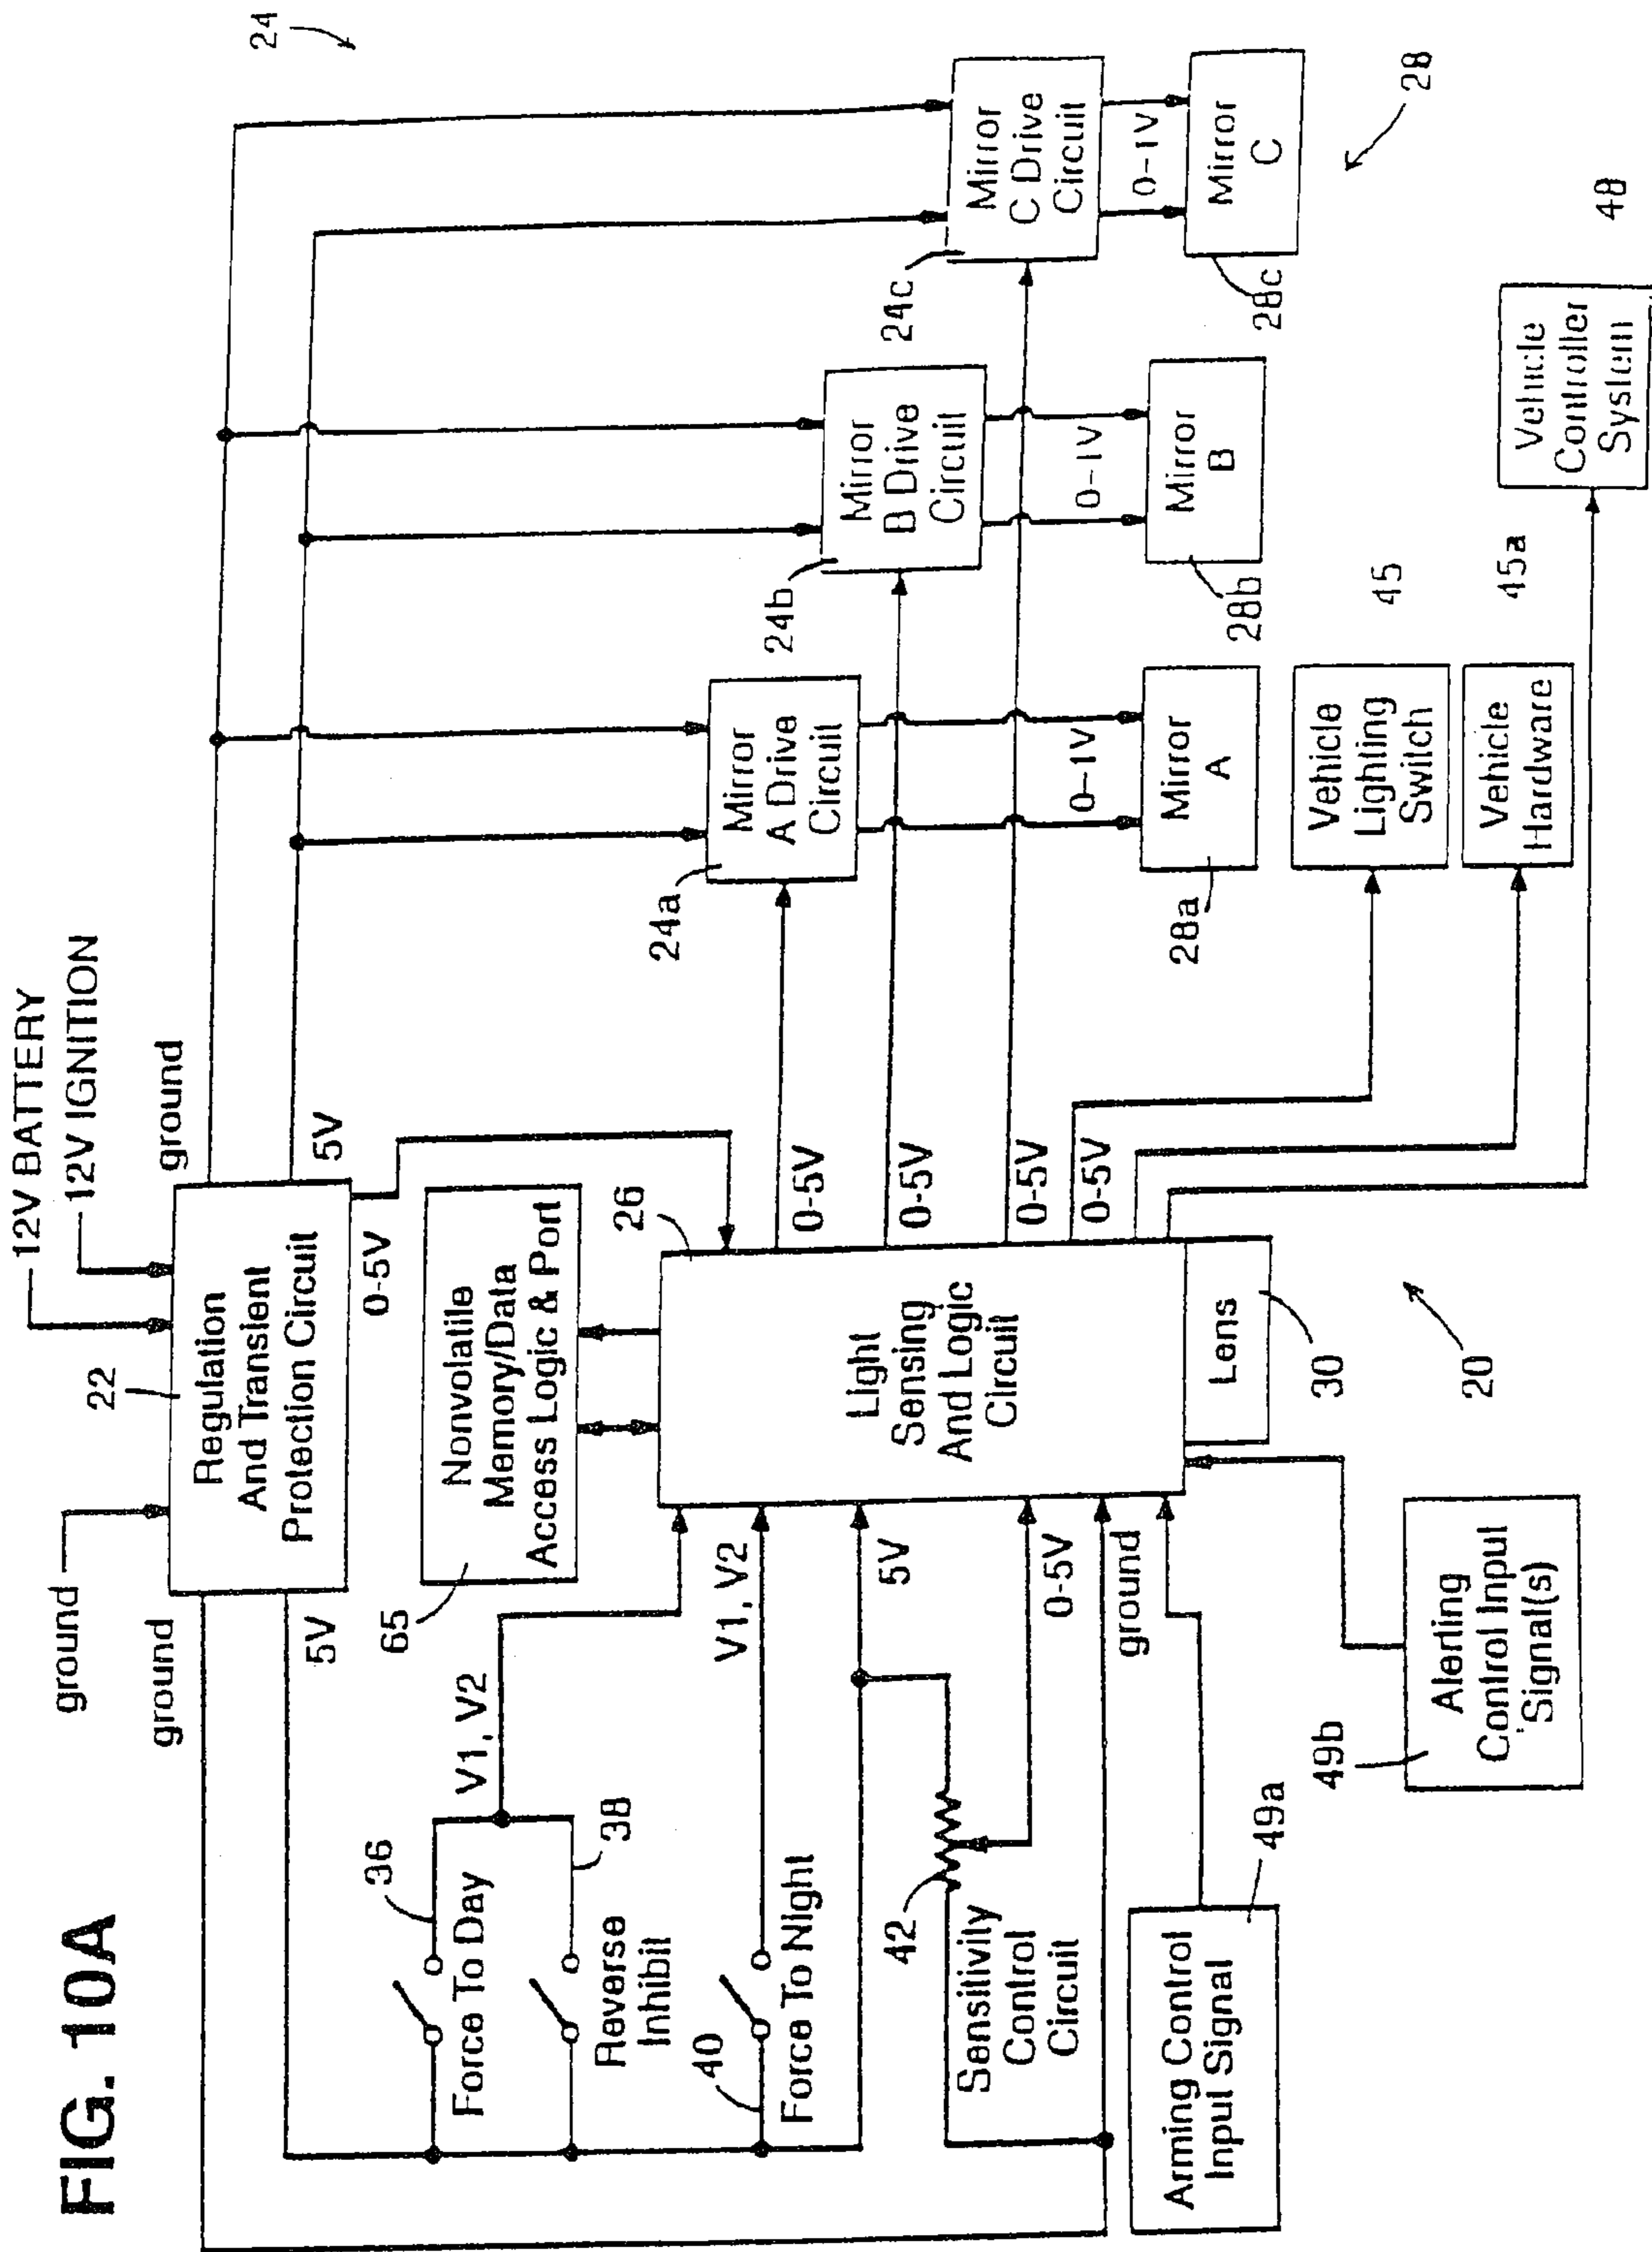 FIG. 10A
12V BATTERY
12V IGNITION
ground
22
Regulation
And Transient
Protection Circuit
ground
5V
ground
5V
0-5V
24
36
Force To Day
V1, V2
38
Reverse
Inhibit
40
Force To Night
V1, V2
5V
42
Sensitivity
Control
Circuit
0-5V
ground
65
Nonvolatile
Memory/Data
Access Logic & Port
26
Light
Sensing
And Logic
Circuit
Lens
30
20
0-5V
0-5V
0-5V
0-5V
24a
Mirror
A Drive
Circuit
0-1V
Mirror
A
28a
24b
Mirror
B Drive
Circuit
0-1V
Mirror
B
28b
24c
Mirror
C Drive
Circuit
0-1V
Mirror
C
28c
28
Vehicle
Lighting
Switch
45
Vehicle
Hardware
45a
Vehicle
Controller
System
48
Arming Control
Input Signal
49a
Alerting
Control Input
Signal(s)
49b